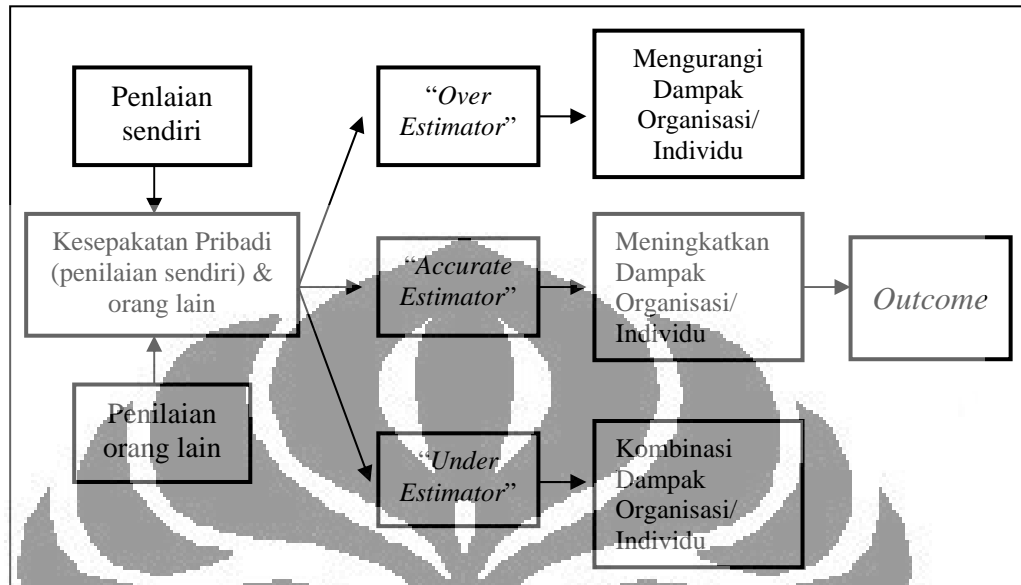 Penlaian
sendiri
Kesepakatan Pribadi
(penilaian sendiri) &
orang lain
Penilaian
orang lain
“Over
Estimator”
Mengurangi
Dampak
Organisasi/
Individu
“Accurate
Estimator”
Meningkatkan
Dampak
Organisasi/
Individu
Outcome
“Under
Estimator”
Kombinasi
Dampak
Organisasi/
Individu